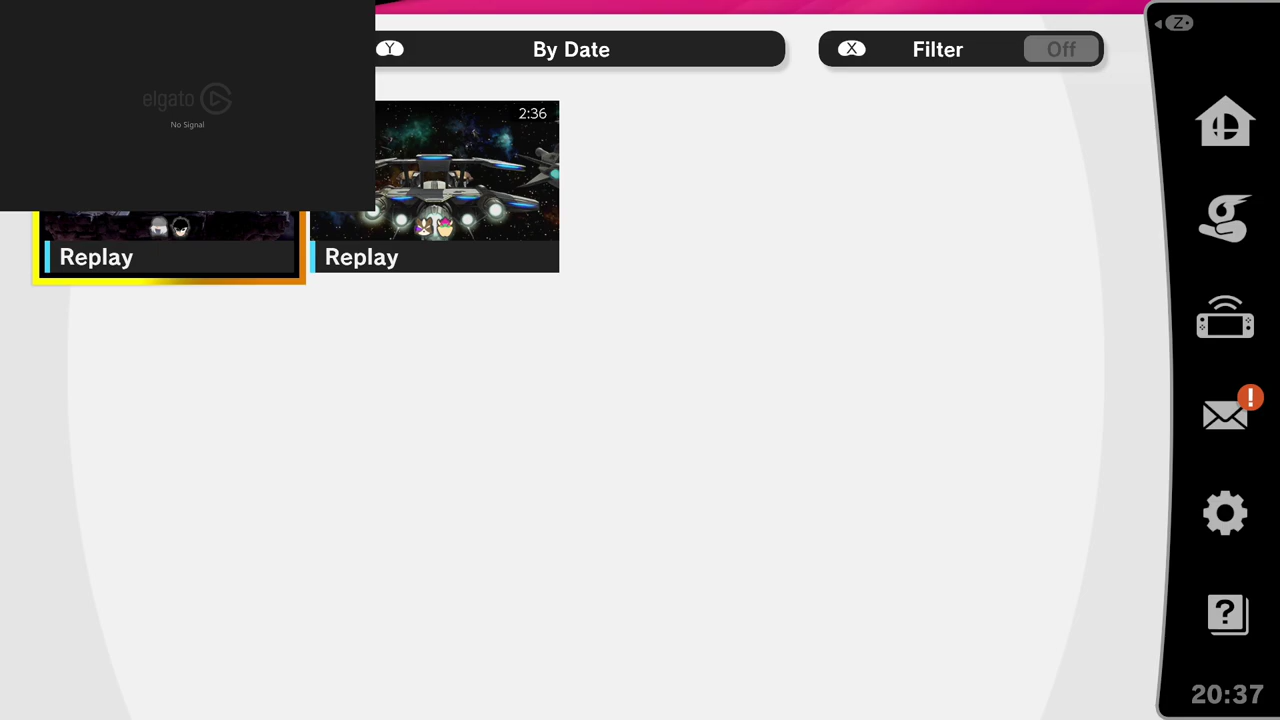 elgato
No Signal
Y
By Date
X
Filter
Off
Z
2:36
Replay
Replay
20:37